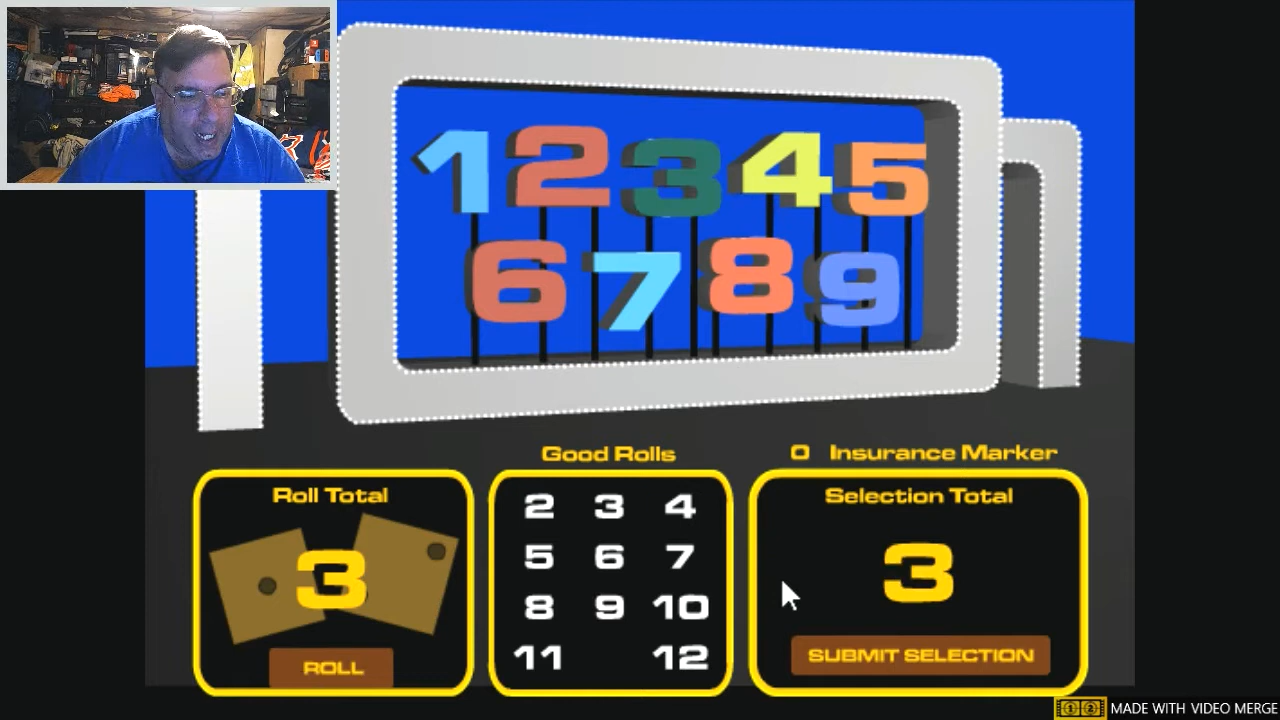 1 2 3 4 5
6 7 8 9
Good Rolls
0 Insurance Marker
Roll Total
3
ROLL
2 3 4
5 6 7
8 9 10
11 12
Selection Total
3
SUBMIT SELECTION
MADE WITH VIDEO MERGE